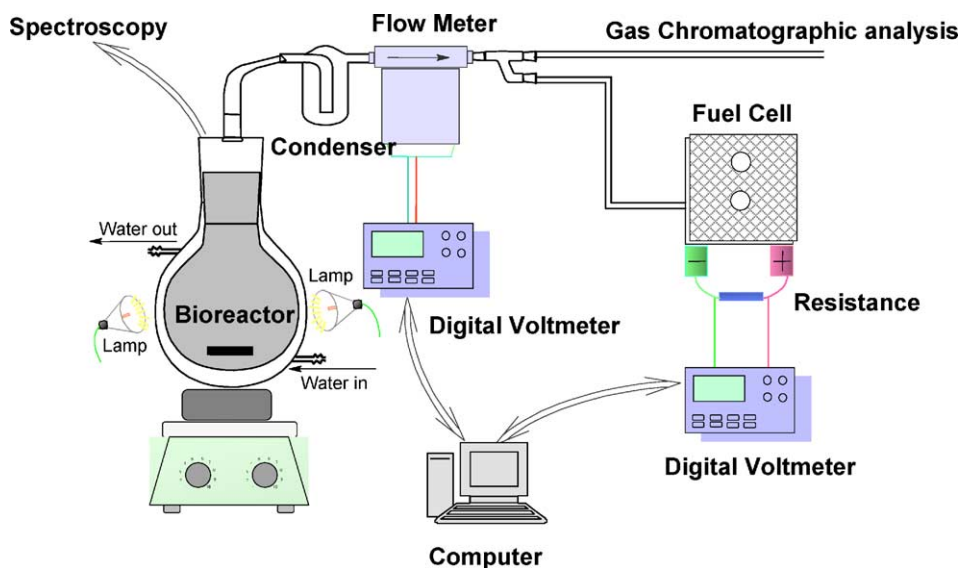 Spectroscopy
Flow Meter
Gas Chromatographic analysis
Fuel Cell
Condenser
Water out
Lamp
Bioreactor
Lamp
Water in
Digital Voltmeter
Resistance
Digital Voltmeter
Computer